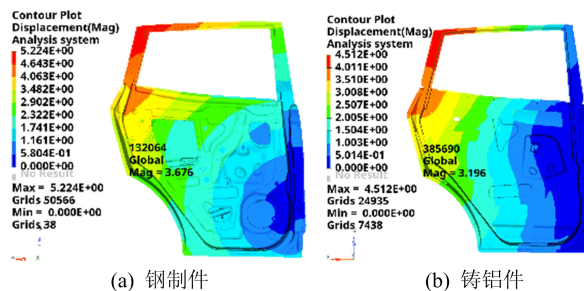 Contour Plot
Displacement(Mag)
Analysis system
5.224E+00
4.643E+00
4.063E+00
3.482E+00
2.902E+00
2.322E+00
1.741E+00
1.161E+00
5.804E-01
0.000E+00
No Result
Max = 5.224E+00
Grids 50566
Min = 0.000E+00
Grids 38
132064
Global
Mag = 3.676
(a) 钢制件
Contour Plot
Displacement(Mag)
Analysis system
4.512E+00
4.011E+00
3.510E+00
3.008E+00
2.507E+00
2.005E+00
1.504E+00
1.003E+00
5.014E-01
0.000E+00
No Result
Max = 4.512E+00
Grids 24935
Min = 0.000E+00
Grids 7438
385690
Global
Mag = 3.196
(b) 铸铝件